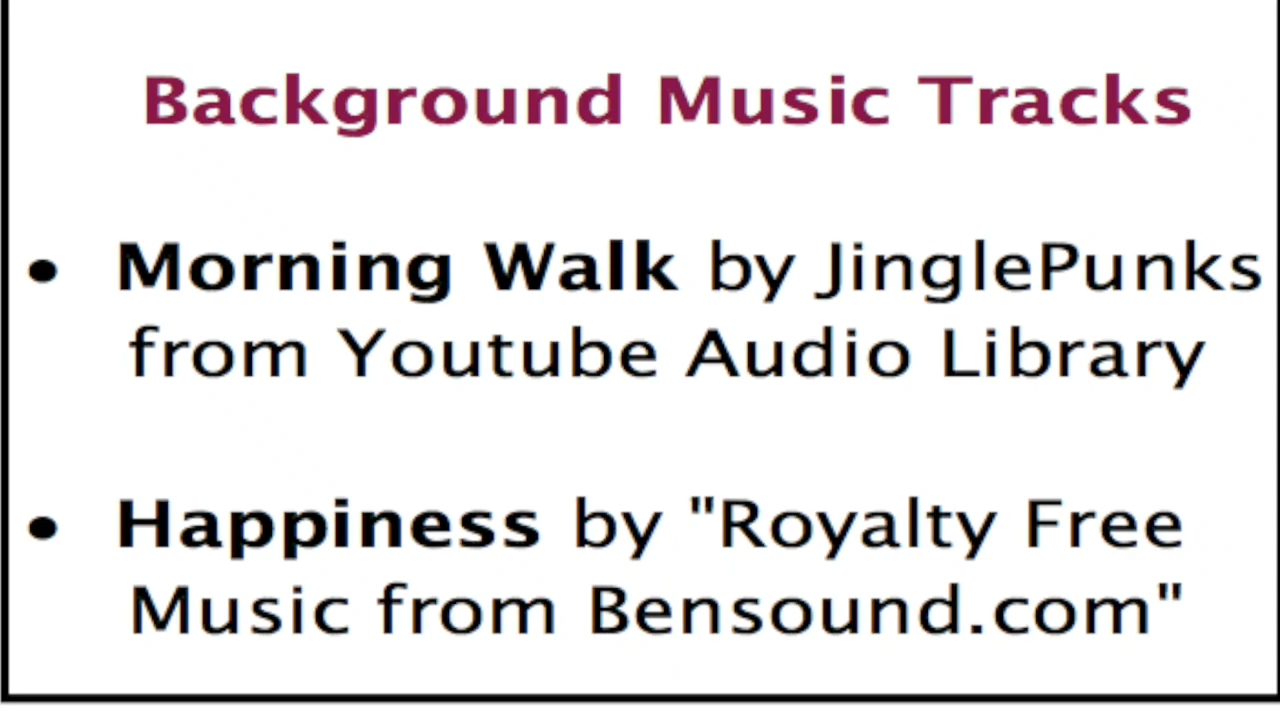 Background Music Tracks
• Morning Walk by JinglePunks
from Youtube Audio Library
• Happiness by "Royalty Free
Music from Bensound.com"